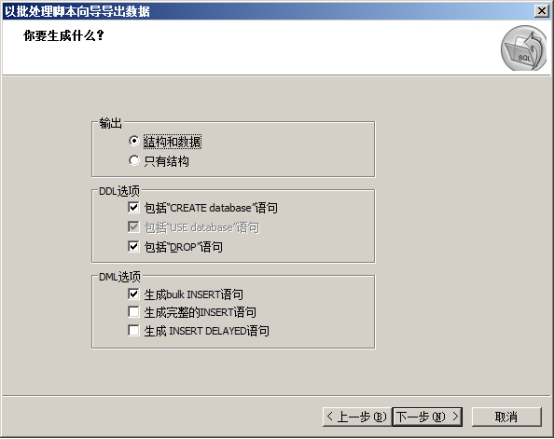 以批处理脚本向导导出数据
你要生成什么?
SQL
输出
结构和数据
只有结构
DDL选项
包括"CREATE database"语句
包括"USE database"语句
包括"DROP"语句
DML选项
生成bulk INSERT语句
生成完整的INSERT语句
生成 INSERT DELAYED语句
< 上一步(B) 下一步(N) > 取消